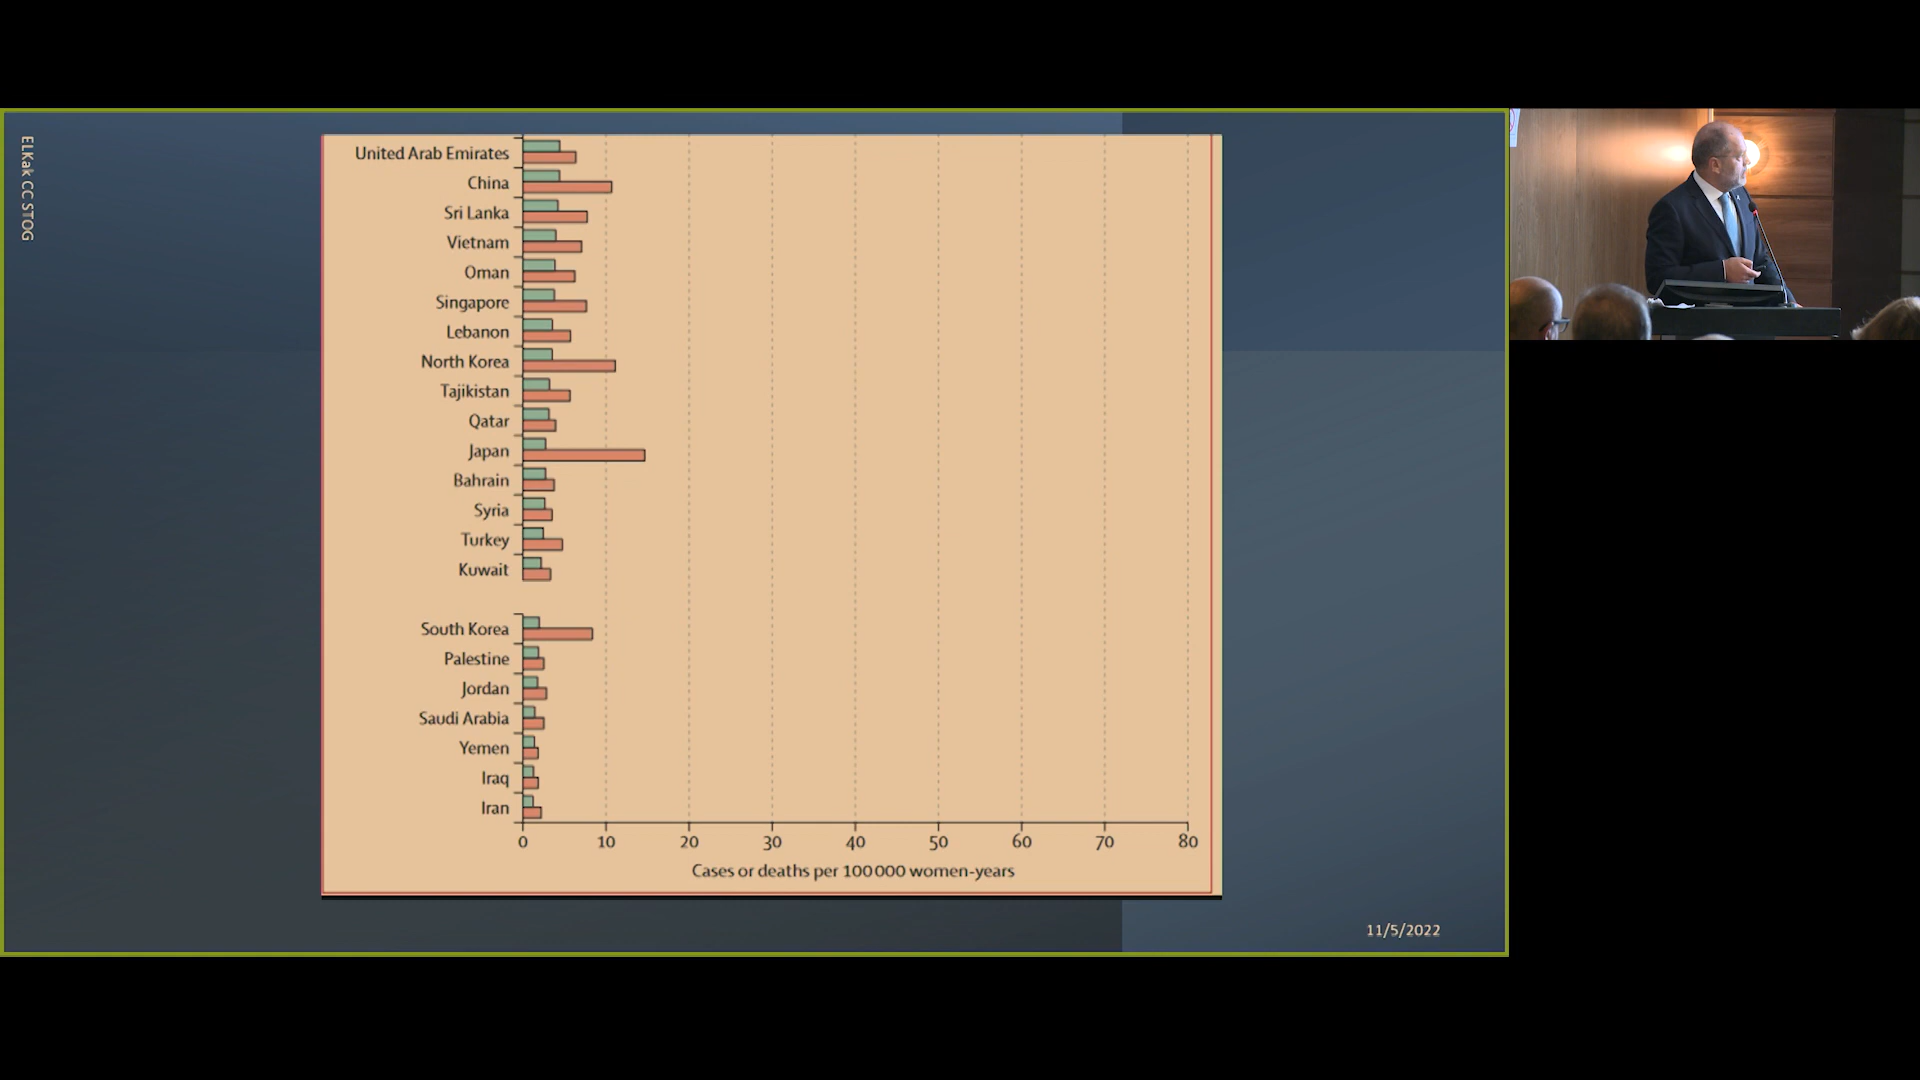 ELKak CC STOG
United Arab Emirates
China
Sri Lanka
Vietnam
Oman
Singapore
Lebanon
North Korea
Tajikistan
Qatar
Japan
Bahrain
Syria
Turkey
Kuwait
South Korea
Palestine
Jordan
Saudi Arabia
Yemen
Iraq
Iran
0 10 20 30 40 50 60 70 80
Cases or deaths per 100 000 women-years
11/5/2022